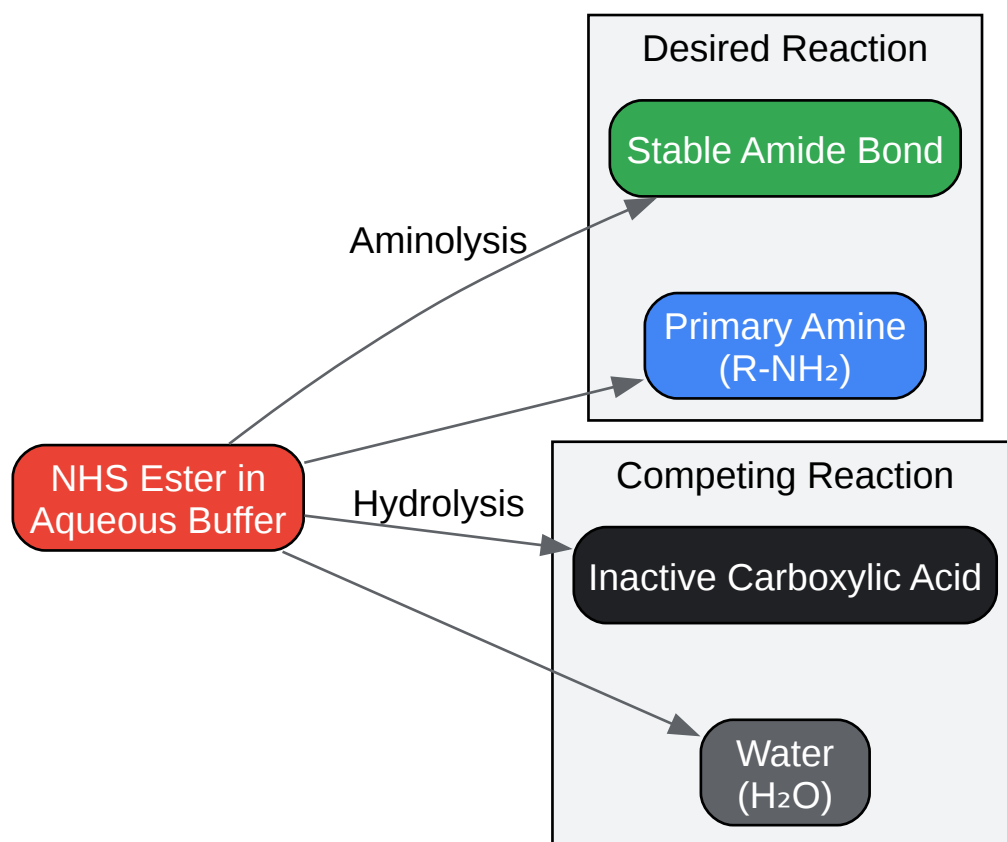 Desired Reaction
Stable Amide Bond
Aminolysis
Primary Amine
(R-NH₂)
NHS Ester in
Aqueous Buffer
Hydrolysis
Competing Reaction
Inactive Carboxylic Acid
Water
(H₂O)